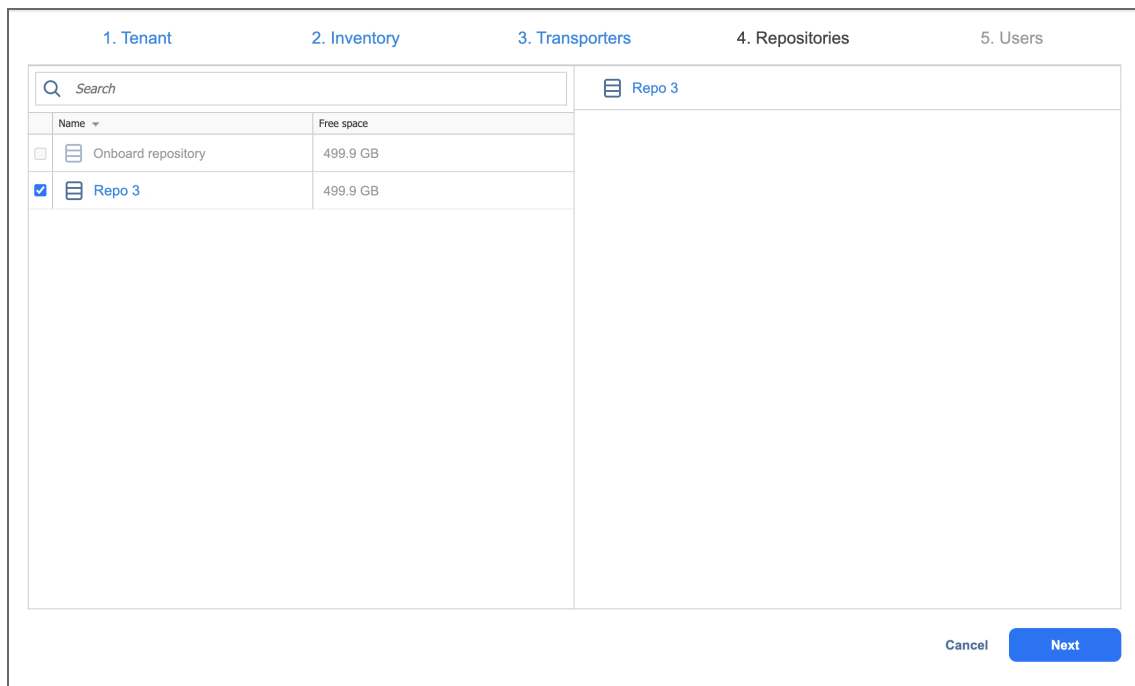 1. Tenant 2. Inventory 3. Transporters 4. Repositories 5. Users
Search
Name Free space
Onboard repository 499.9 GB
Repo 3 499.9 GB
Repo 3
Cancel Next